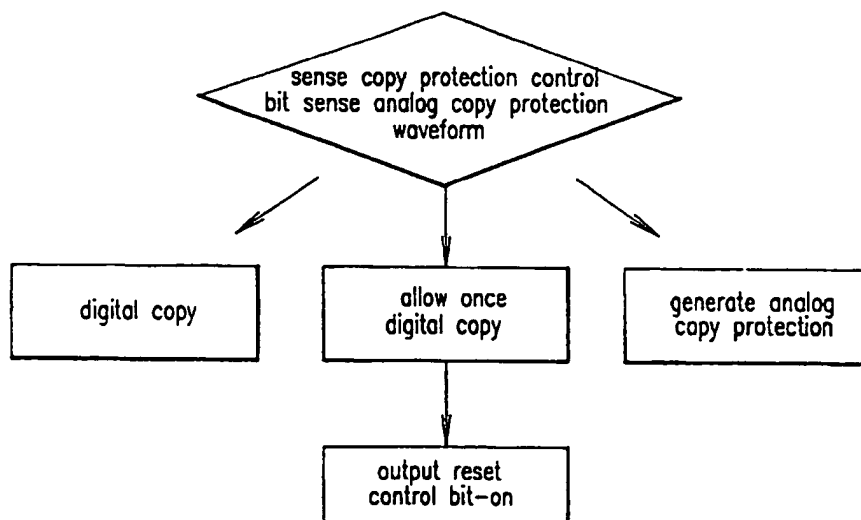 sense copy protection control
bit sense analog copy protection
waveform
digital copy
allow once
digital copy
generate analog
copy protection
output reset
control bit-on